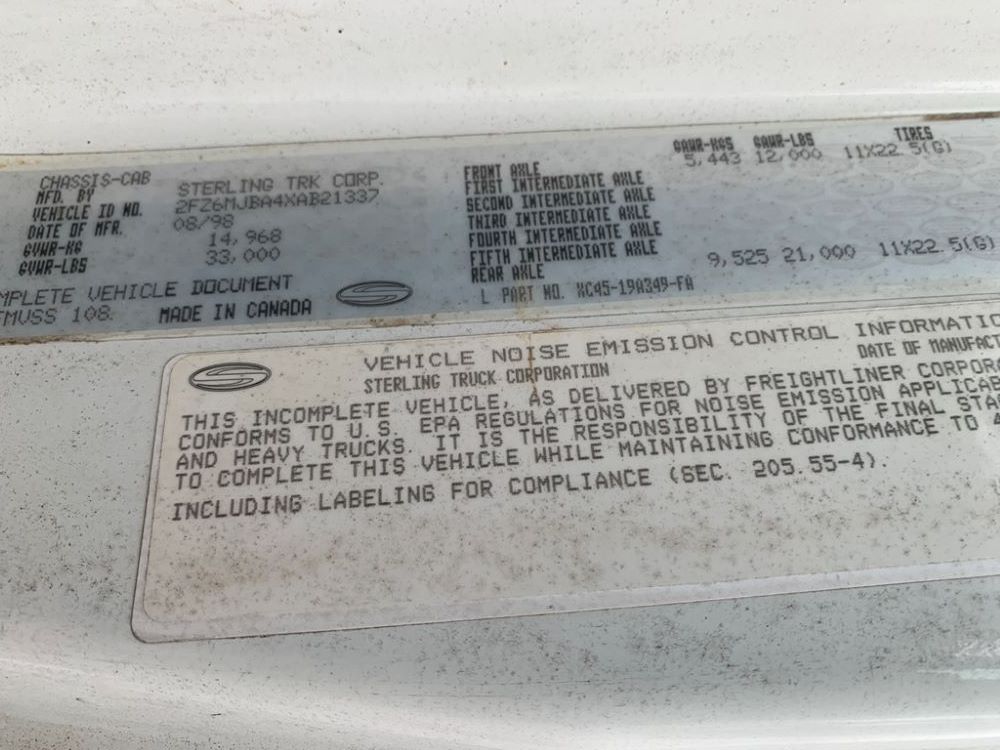 CHASSIS-CAB
MFD. BY STERLING TRK CORP.
VEHICLE ID NO. 2FZ6MJBA4XAB21337
DATE OF MFR. 08/98
GVWR-KG 14,968
GVWR-LBS 33,000
MPLETE VEHICLE DOCUMENT
FMVSS 108. MADE IN CANADA
GAWR-KGS GAWR-LBS TIRES
FRONT AXLE 5,443 12,000 11X22.5(G)
FIRST INTERMEDIATE AXLE
SECOND INTERMEDIATE AXLE
THIRD INTERMEDIATE AXLE
FOURTH INTERMEDIATE AXLE
FIFTH INTERMEDIATE AXLE
REAR AXLE 9,525 21,000 11X22.5(G)
L PART NO. XC45-19A349-FA
VEHICLE NOISE EMISSION CONTROL INFORMATIO
STERLING TRUCK CORPORATION DATE OF MANUFACT
THIS INCOMPLETE VEHICLE, AS DELIVERED BY FREIGHTLINER CORPORA
CONFORMS TO U.S. EPA REGULATIONS FOR NOISE EMISSION APPLICAB
AND HEAVY TRUCKS. IT IS THE RESPONSIBILITY OF THE FINAL STA
TO COMPLETE THIS VEHICLE WHILE MAINTAINING CONFORMANCE TO 4
INCLUDING LABELING FOR COMPLIANCE (SEC. 205.55-4).